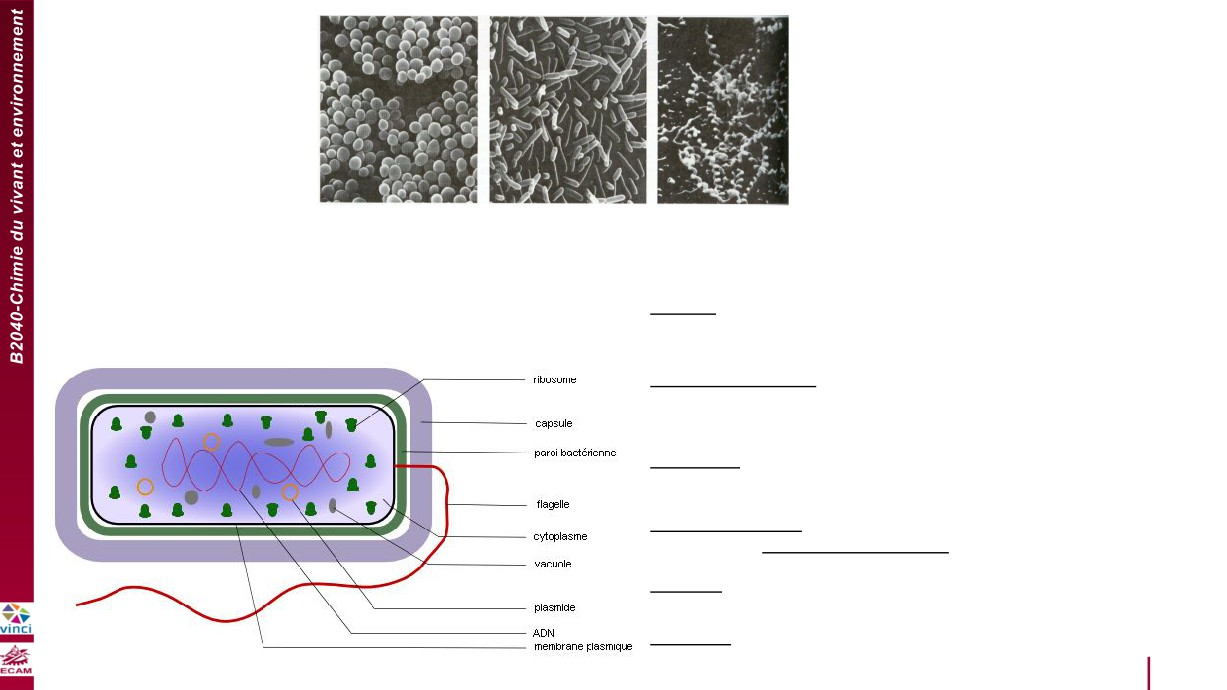 B2040-Chimie du vivant et environnement
ribosome
capsule
paroi bactérienne
flagelle
cytoplasme
vacuole
plasmide
ADN
membrane plasmique
vinci
ECAM